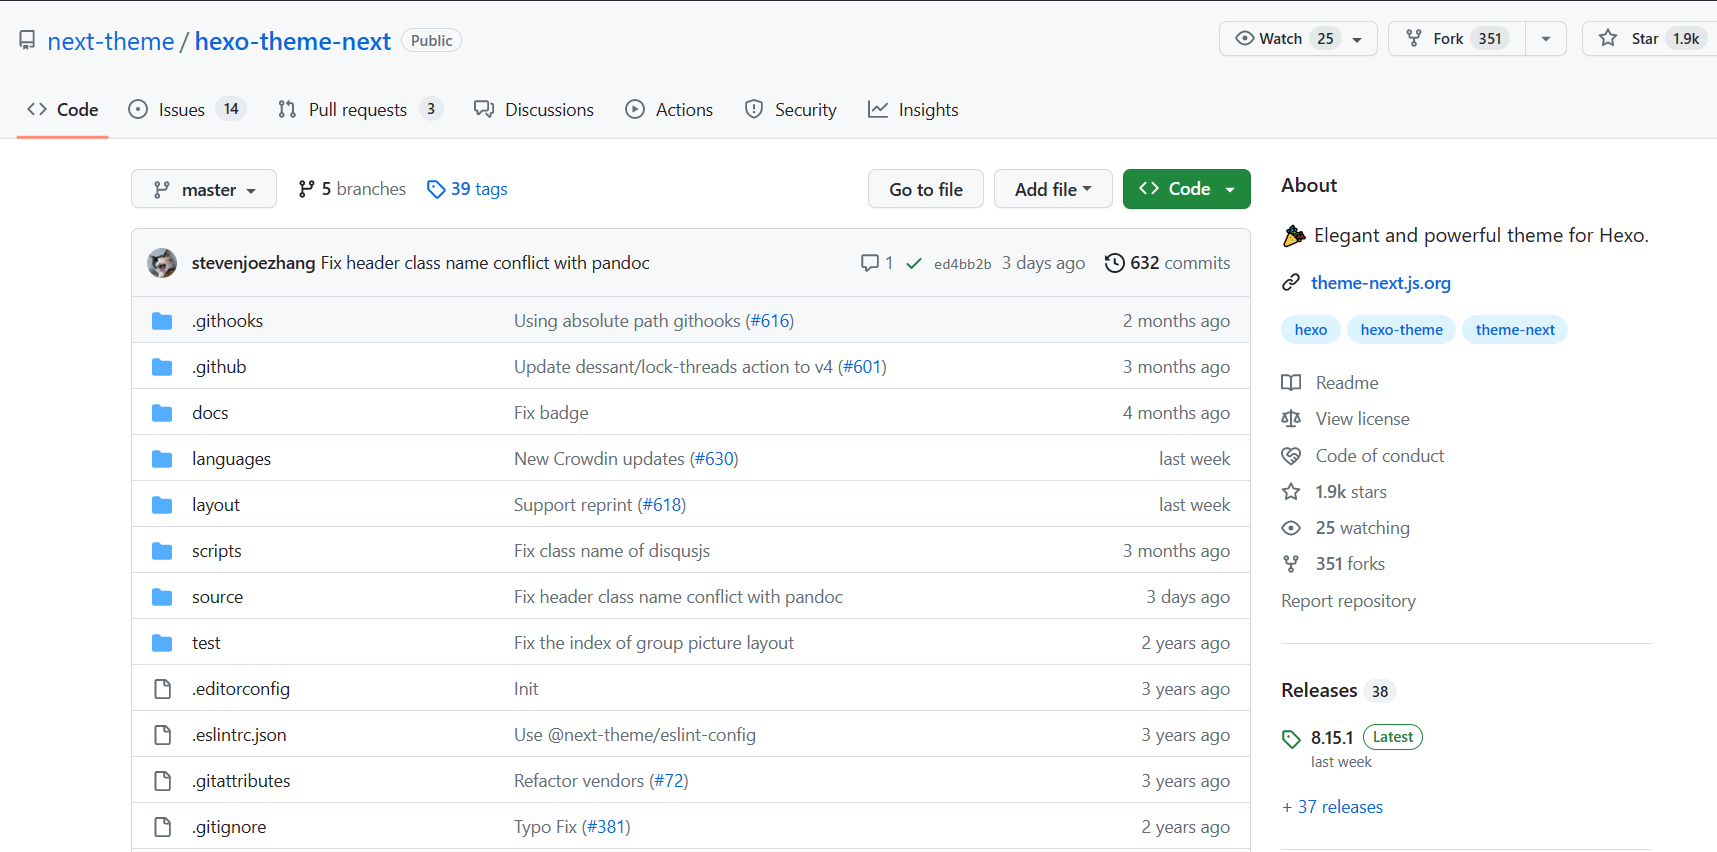 next-theme / hexo-theme-next Public Watch 25 Fork 351 Star 1.9k
Code Issues 14 Pull requests 3 Discussions Actions Security Insights
master 5 branches 39 tags Go to file Add file Code
stevenjoezhang Fix header class name conflict with pandoc 1 ed4bb2b 3 days ago 632 commits
.githooks Using absolute path githooks (#616) 2 months ago
.github Update dessant/lock-threads action to v4 (#601) 3 months ago
docs Fix badge 4 months ago
languages New Crowdin updates (#630) last week
layout Support reprint (#618) last week
scripts Fix class name of disqusjs 3 months ago
source Fix header class name conflict with pandoc 3 days ago
test Fix the index of group picture layout 2 years ago
.editorconfig Init 3 years ago
.eslintrc.json Use @next-theme/eslint-config 3 years ago
.gitattributes Refactor vendors (#72) 3 years ago
.gitignore Typo Fix (#381) 2 years ago
About
Elegant and powerful theme for Hexo.
theme-next.js.org
hexo hexo-theme theme-next
Readme
View license
Code of conduct
1.9k stars
25 watching
351 forks
Report repository
Releases 38
8.15.1 Latest
last week
+ 37 releases